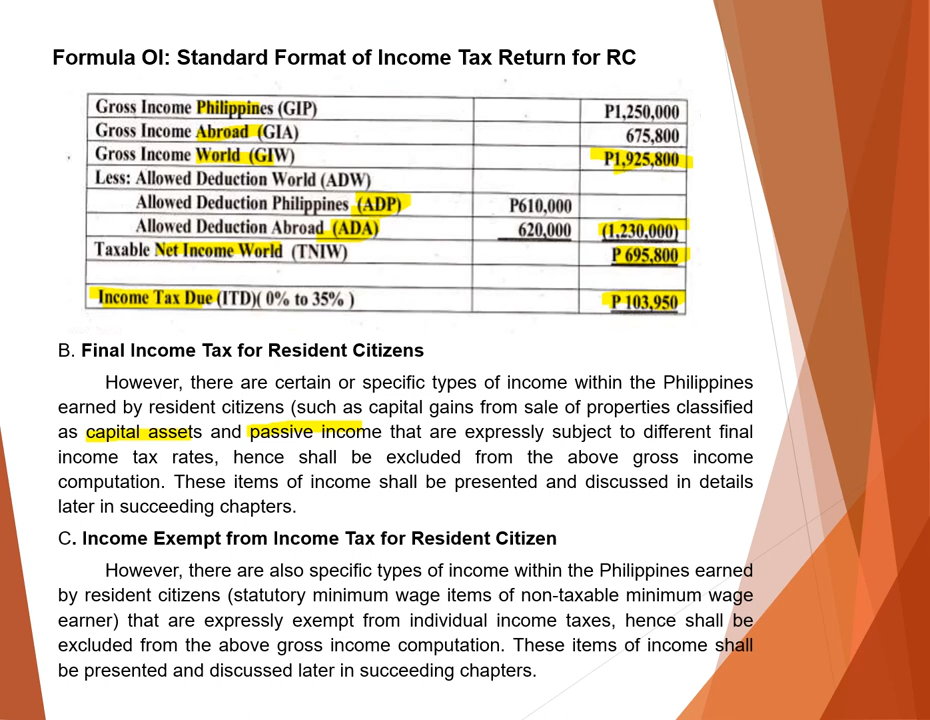 Formula OI: Standard Format of Income Tax Return for RC
Gross Income Philippines (GIP) P1,250,000
Gross Income Abroad (GIA) 675,800
Gross Income World (GIW) P1,925,800
Less: Allowed Deduction World (ADW)
Allowed Deduction Philippines (ADP) P610,000
Allowed Deduction Abroad (ADA) 620,000 (1,230,000)
Taxable Net Income World (TNIW) P 695,800
Income Tax Due (ITD)( 0% to 35% ) P 103,950
B. Final Income Tax for Resident Citizens
However, there are certain or specific types of income within the Philippines
earned by resident citizens (such as capital gains from sale of properties classified
as capital assets and passive income that are expressly subject to different final
income tax rates, hence shall be excluded from the above gross income
computation. These items of income shall be presented and discussed in details
later in succeeding chapters.
C. Income Exempt from Income Tax for Resident Citizen
However, there are also specific types of income within the Philippines earned
by resident citizens (statutory minimum wage items of non-taxable minimum wage
earner) that are expressly exempt from individual income taxes, hence shall be
excluded from the above gross income computation. These items of income shall
be presented and discussed later in succeeding chapters.